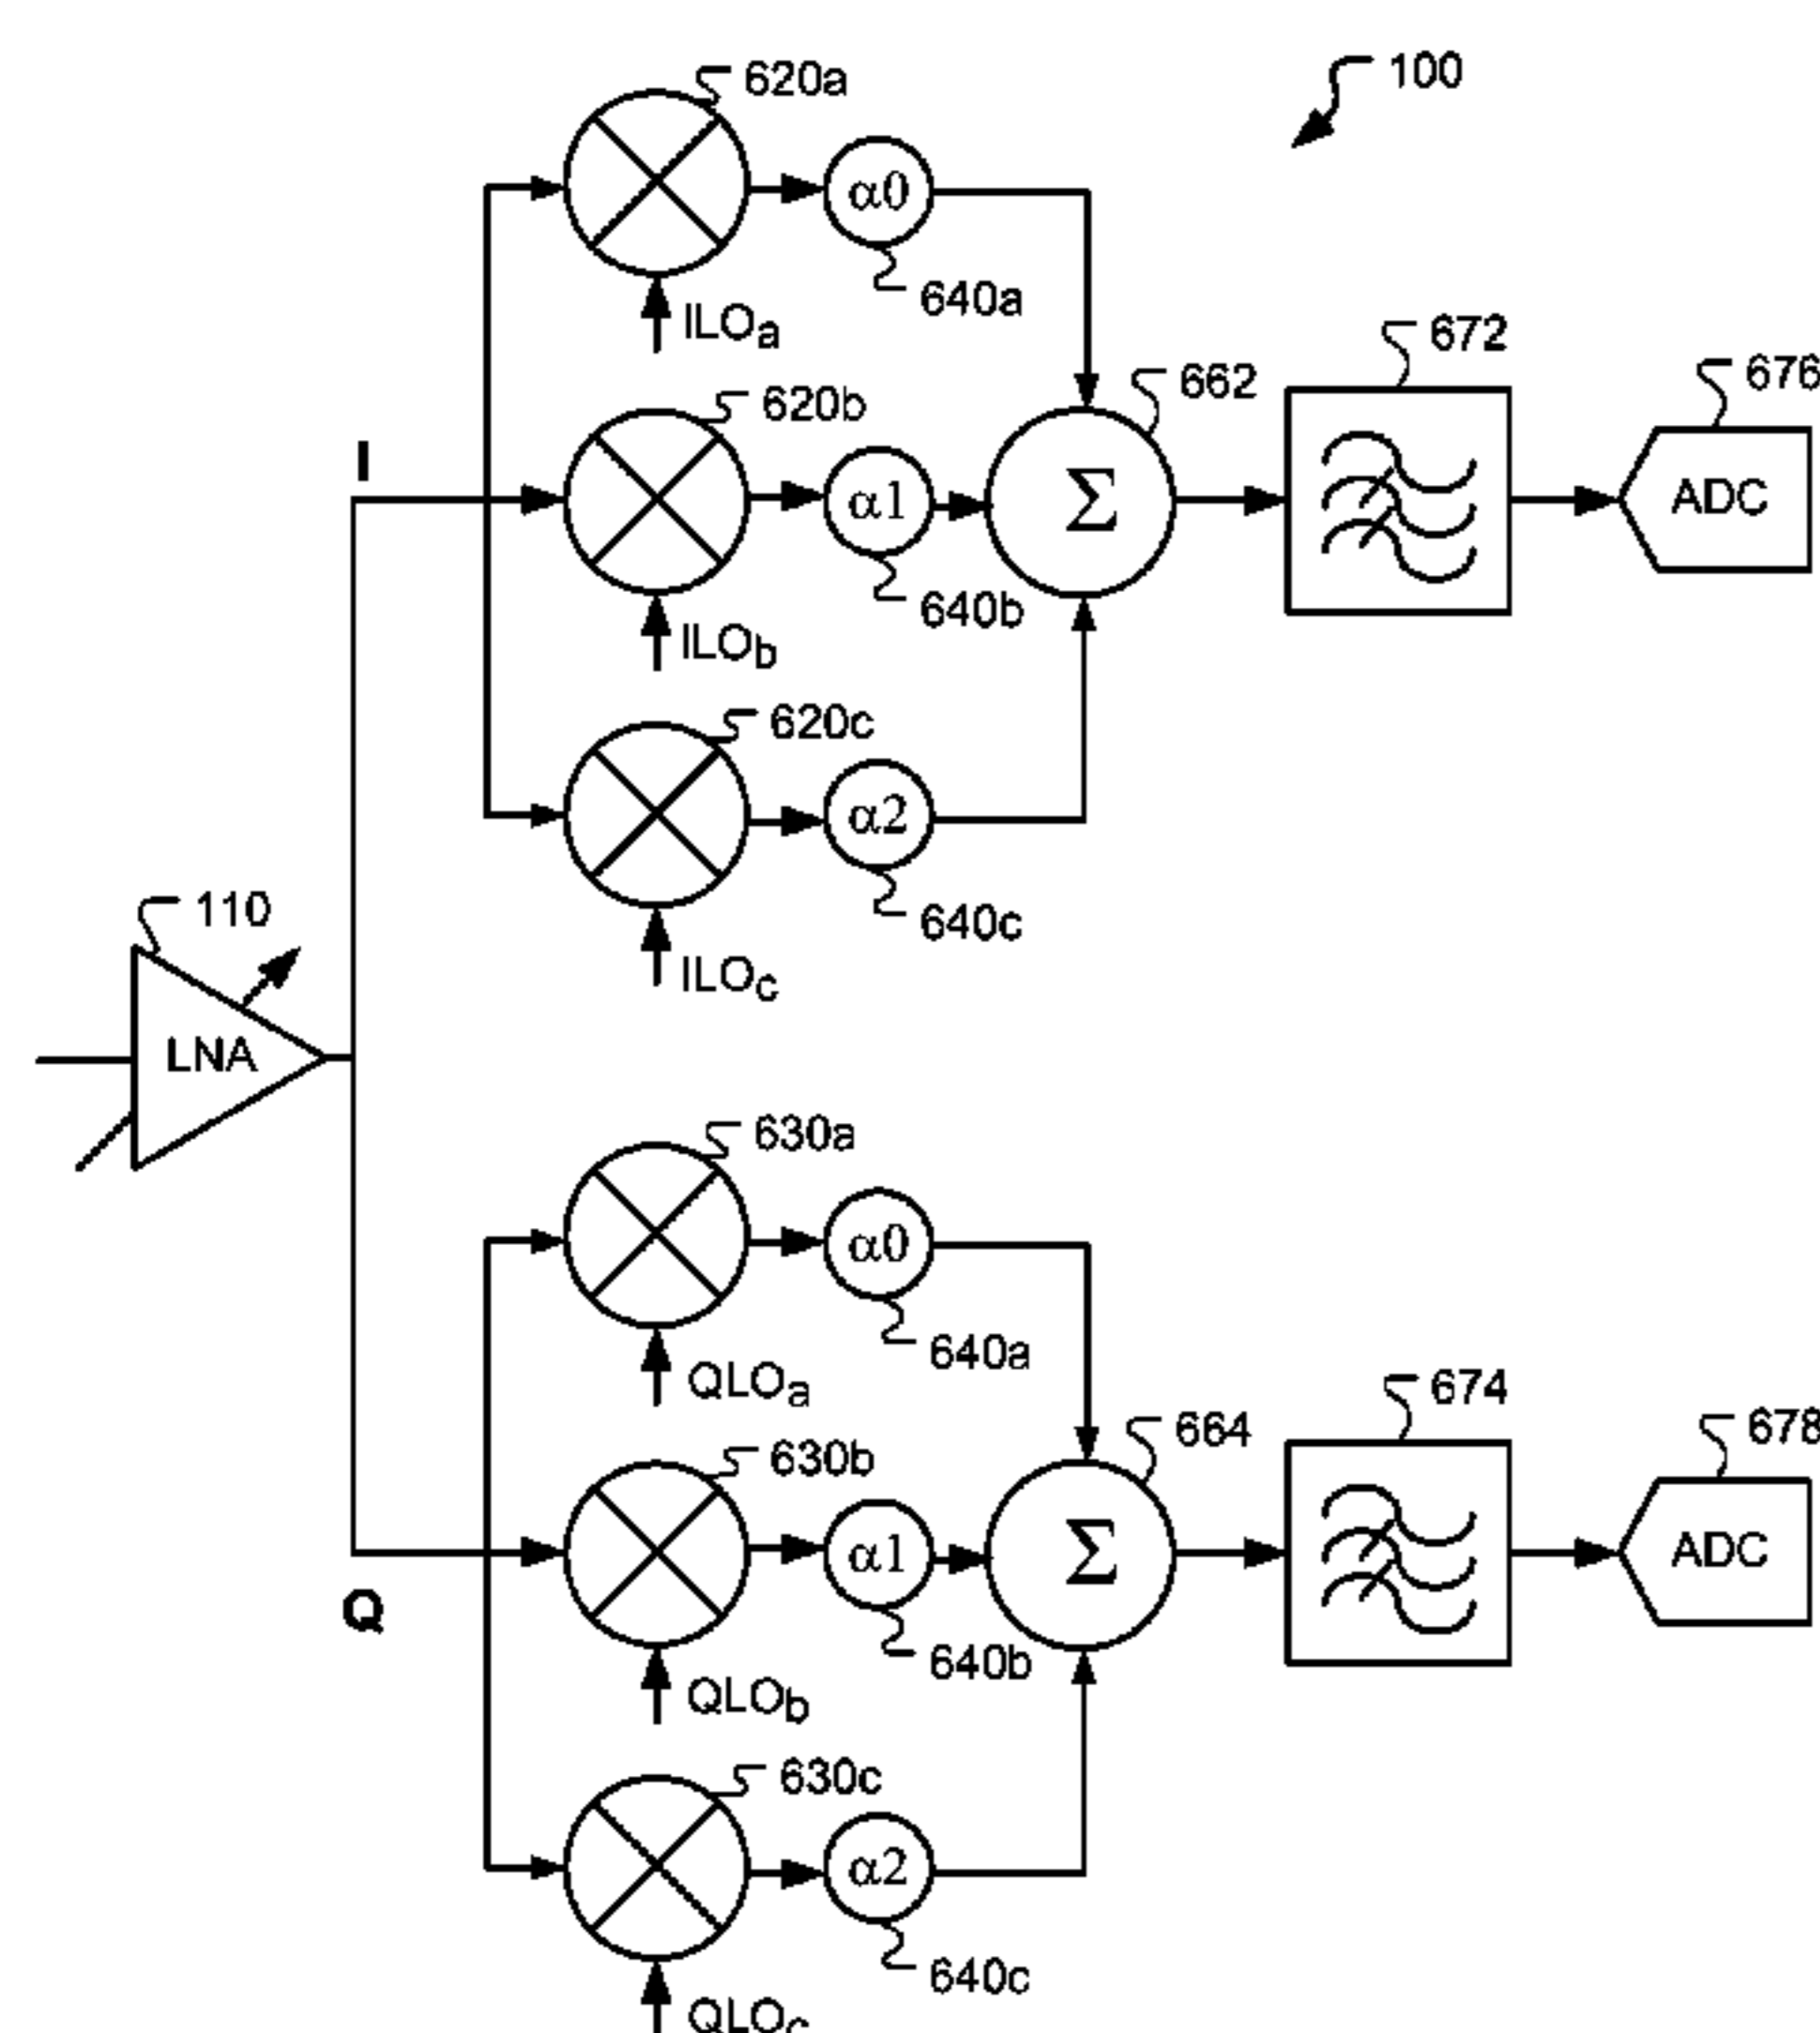 620a
100
α0
640a
ILOa
672
676
662
620b
I
α1
Σ
ADC
640b
ILOb
620c
α2
640c
ILOc
110
LNA
630a
α0
640a
QLOa
674
678
664
630b
α1
Σ
ADC
Q
640b
QLOb
630c
α2
640c
QLOc